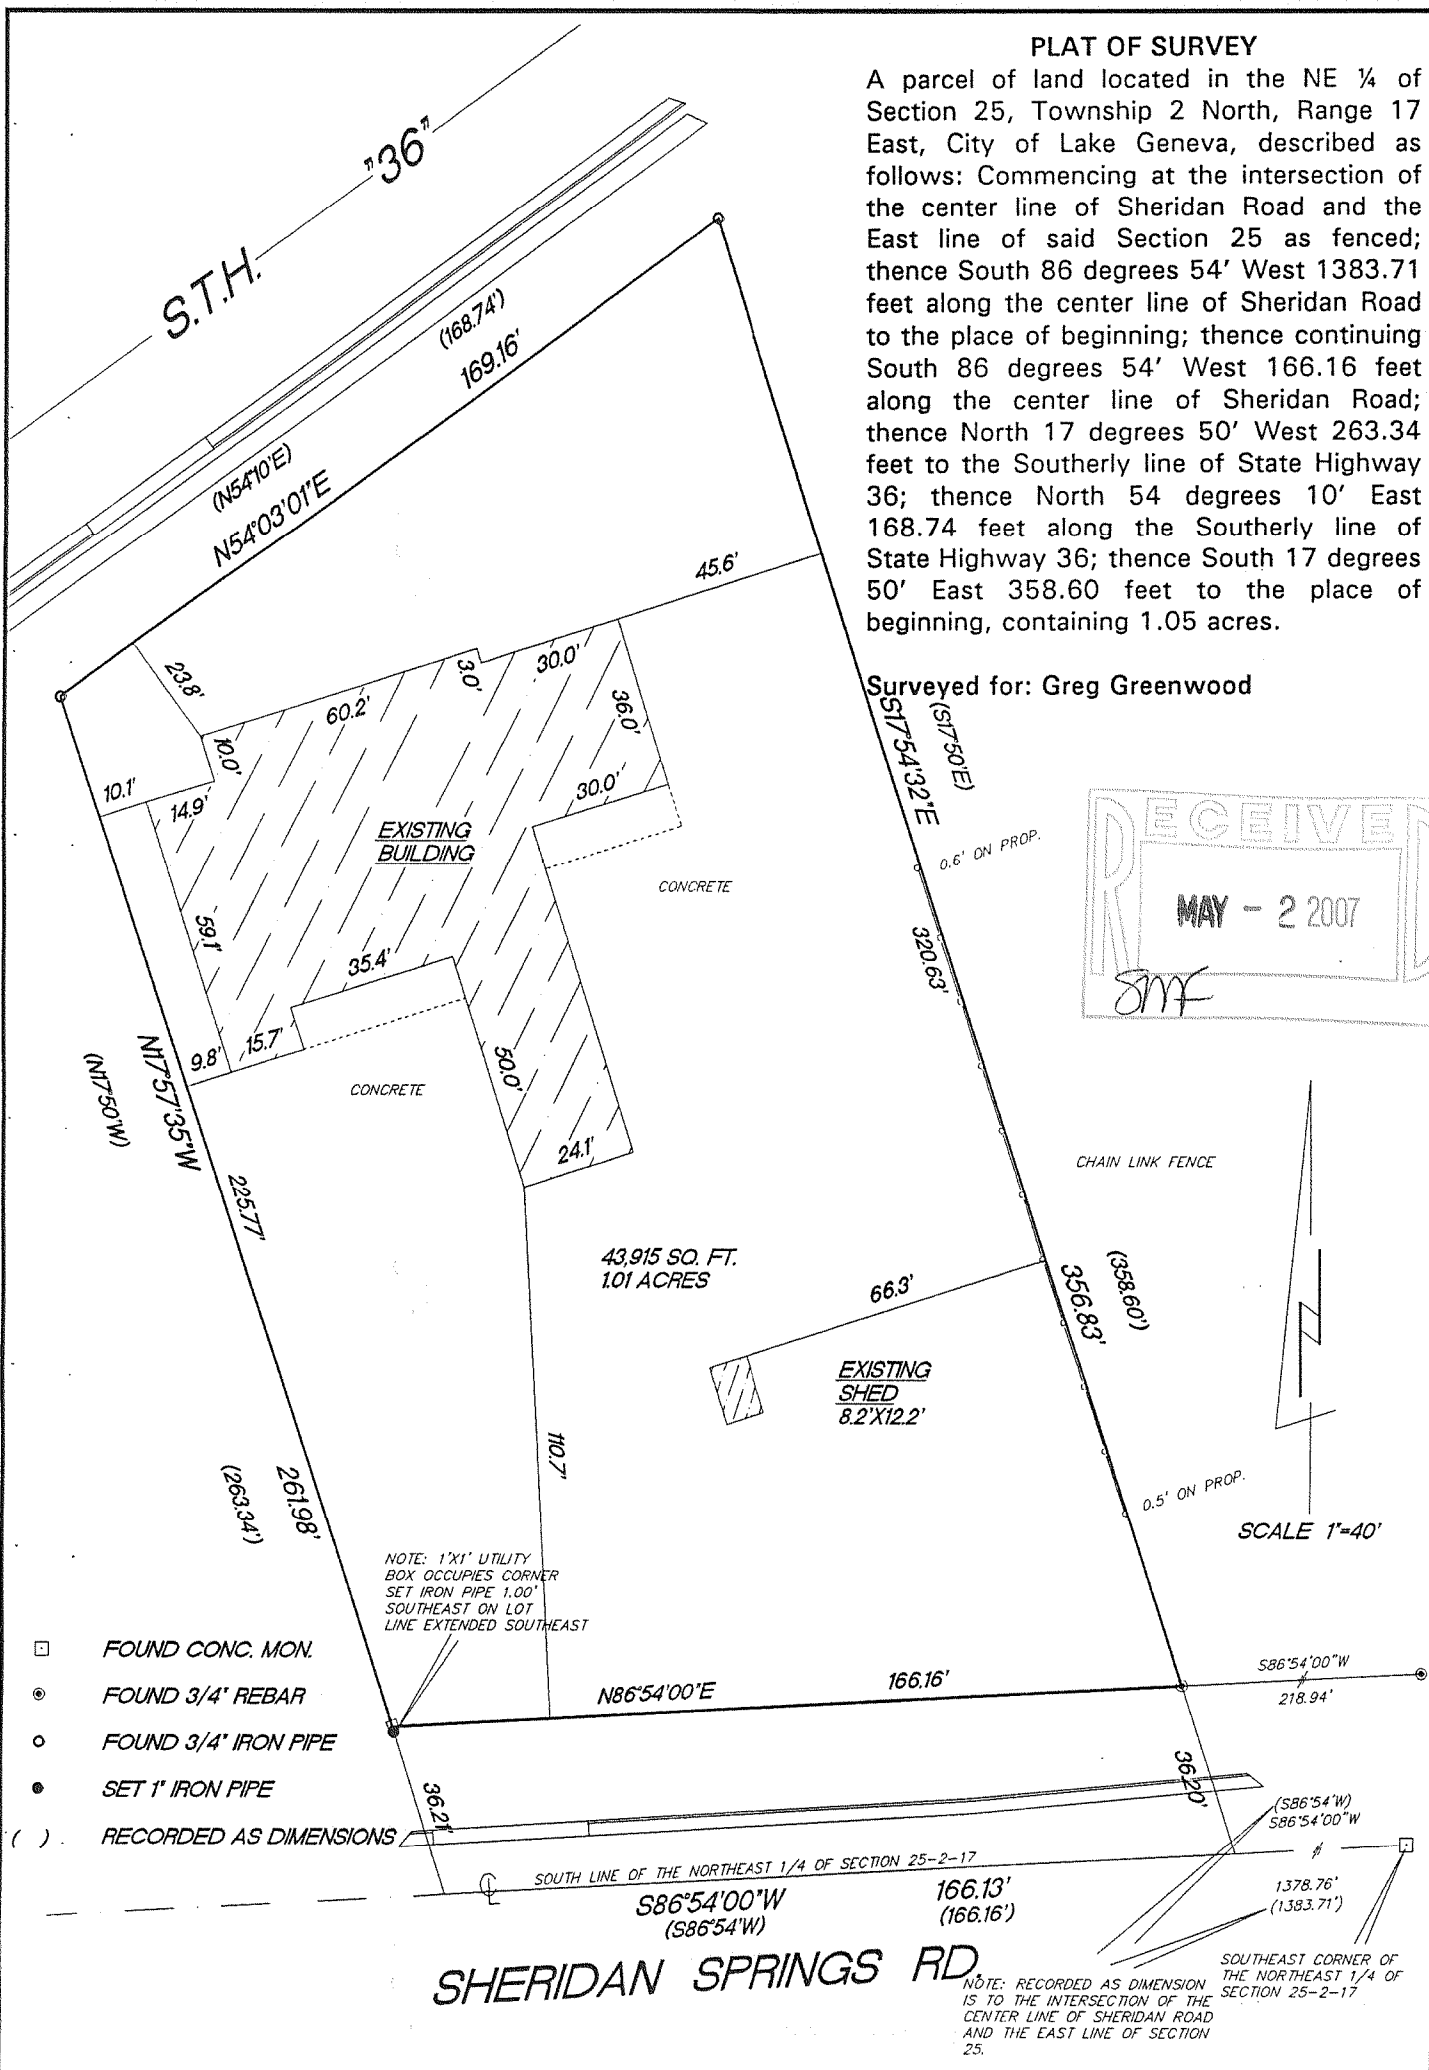 PLAT OF SURVEY
A parcel of land located in the NE ¼ of
Section 25, Township 2 North, Range 17
East, City of Lake Geneva, described as
follows: Commencing at the intersection of
the center line of Sheridan Road and the
East line of said Section 25 as fenced;
thence South 86 degrees 54' West 1383.71
feet along the center line of Sheridan Road
to the place of beginning; thence continuing
South 86 degrees 54' West 166.16 feet
along the center line of Sheridan Road;
thence North 17 degrees 50' West 263.34
feet to the Southerly line of State Highway
36; thence North 54 degrees 10' East
168.74 feet along the Southerly line of
State Highway 36; thence South 17 degrees
50' East 358.60 feet to the place of
beginning, containing 1.05 acres.
Surveyed for: Greg Greenwood
S.T.H. "36"
(168.74')
169.16'
(N54°10'E)
N54°03'01"E
45.6'
23.8'
60.2'
3.0'
30.0'
36.0'
10.0'
10.1'
14.9'
30.0'
EXISTING
BUILDING
CONCRETE
59.1'
35.4'
15.7'
9.8'
50.0'
24.1'
CONCRETE
S17°54'32"E
(S17°50'E)
0.6' ON PROP.
320.63'
RECEIVED
MAY - 2 2007
SMF
N17°57'35"W
(N17°50'W)
225.77'
CHAIN LINK FENCE
43,915 SQ. FT.
1.01 ACRES
66.3'
356.83'
(358.60')
EXISTING
SHED
8.2'X12.2'
110.7'
261.98'
(263.34')
0.5' ON PROP.
SCALE 1"=40'
NOTE: 1'X1' UTILITY
BOX OCCUPIES CORNER
SET IRON PIPE 1.00'
SOUTHEAST ON LOT
LINE EXTENDED SOUTHEAST
FOUND CONC. MON.
FOUND 3/4" REBAR
FOUND 3/4" IRON PIPE
SET 1" IRON PIPE
( ) RECORDED AS DIMENSIONS
N86°54'00"E 166.16'
S86°54'00"W
218.94'
36.21'
36.20'
(S86°54'W)
S86°54'00"W
SOUTH LINE OF THE NORTHEAST 1/4 OF SECTION 25-2-17
S86°54'00"W 166.13'
(S86°54'W) (166.16')
1378.76'
(1383.71')
SHERIDAN SPRINGS RD.
SOUTHEAST CORNER OF
THE NORTHEAST 1/4 OF
SECTION 25-2-17
NOTE: RECORDED AS DIMENSION
IS TO THE INTERSECTION OF THE
CENTER LINE OF SHERIDAN ROAD
AND THE EAST LINE OF SECTION
25.